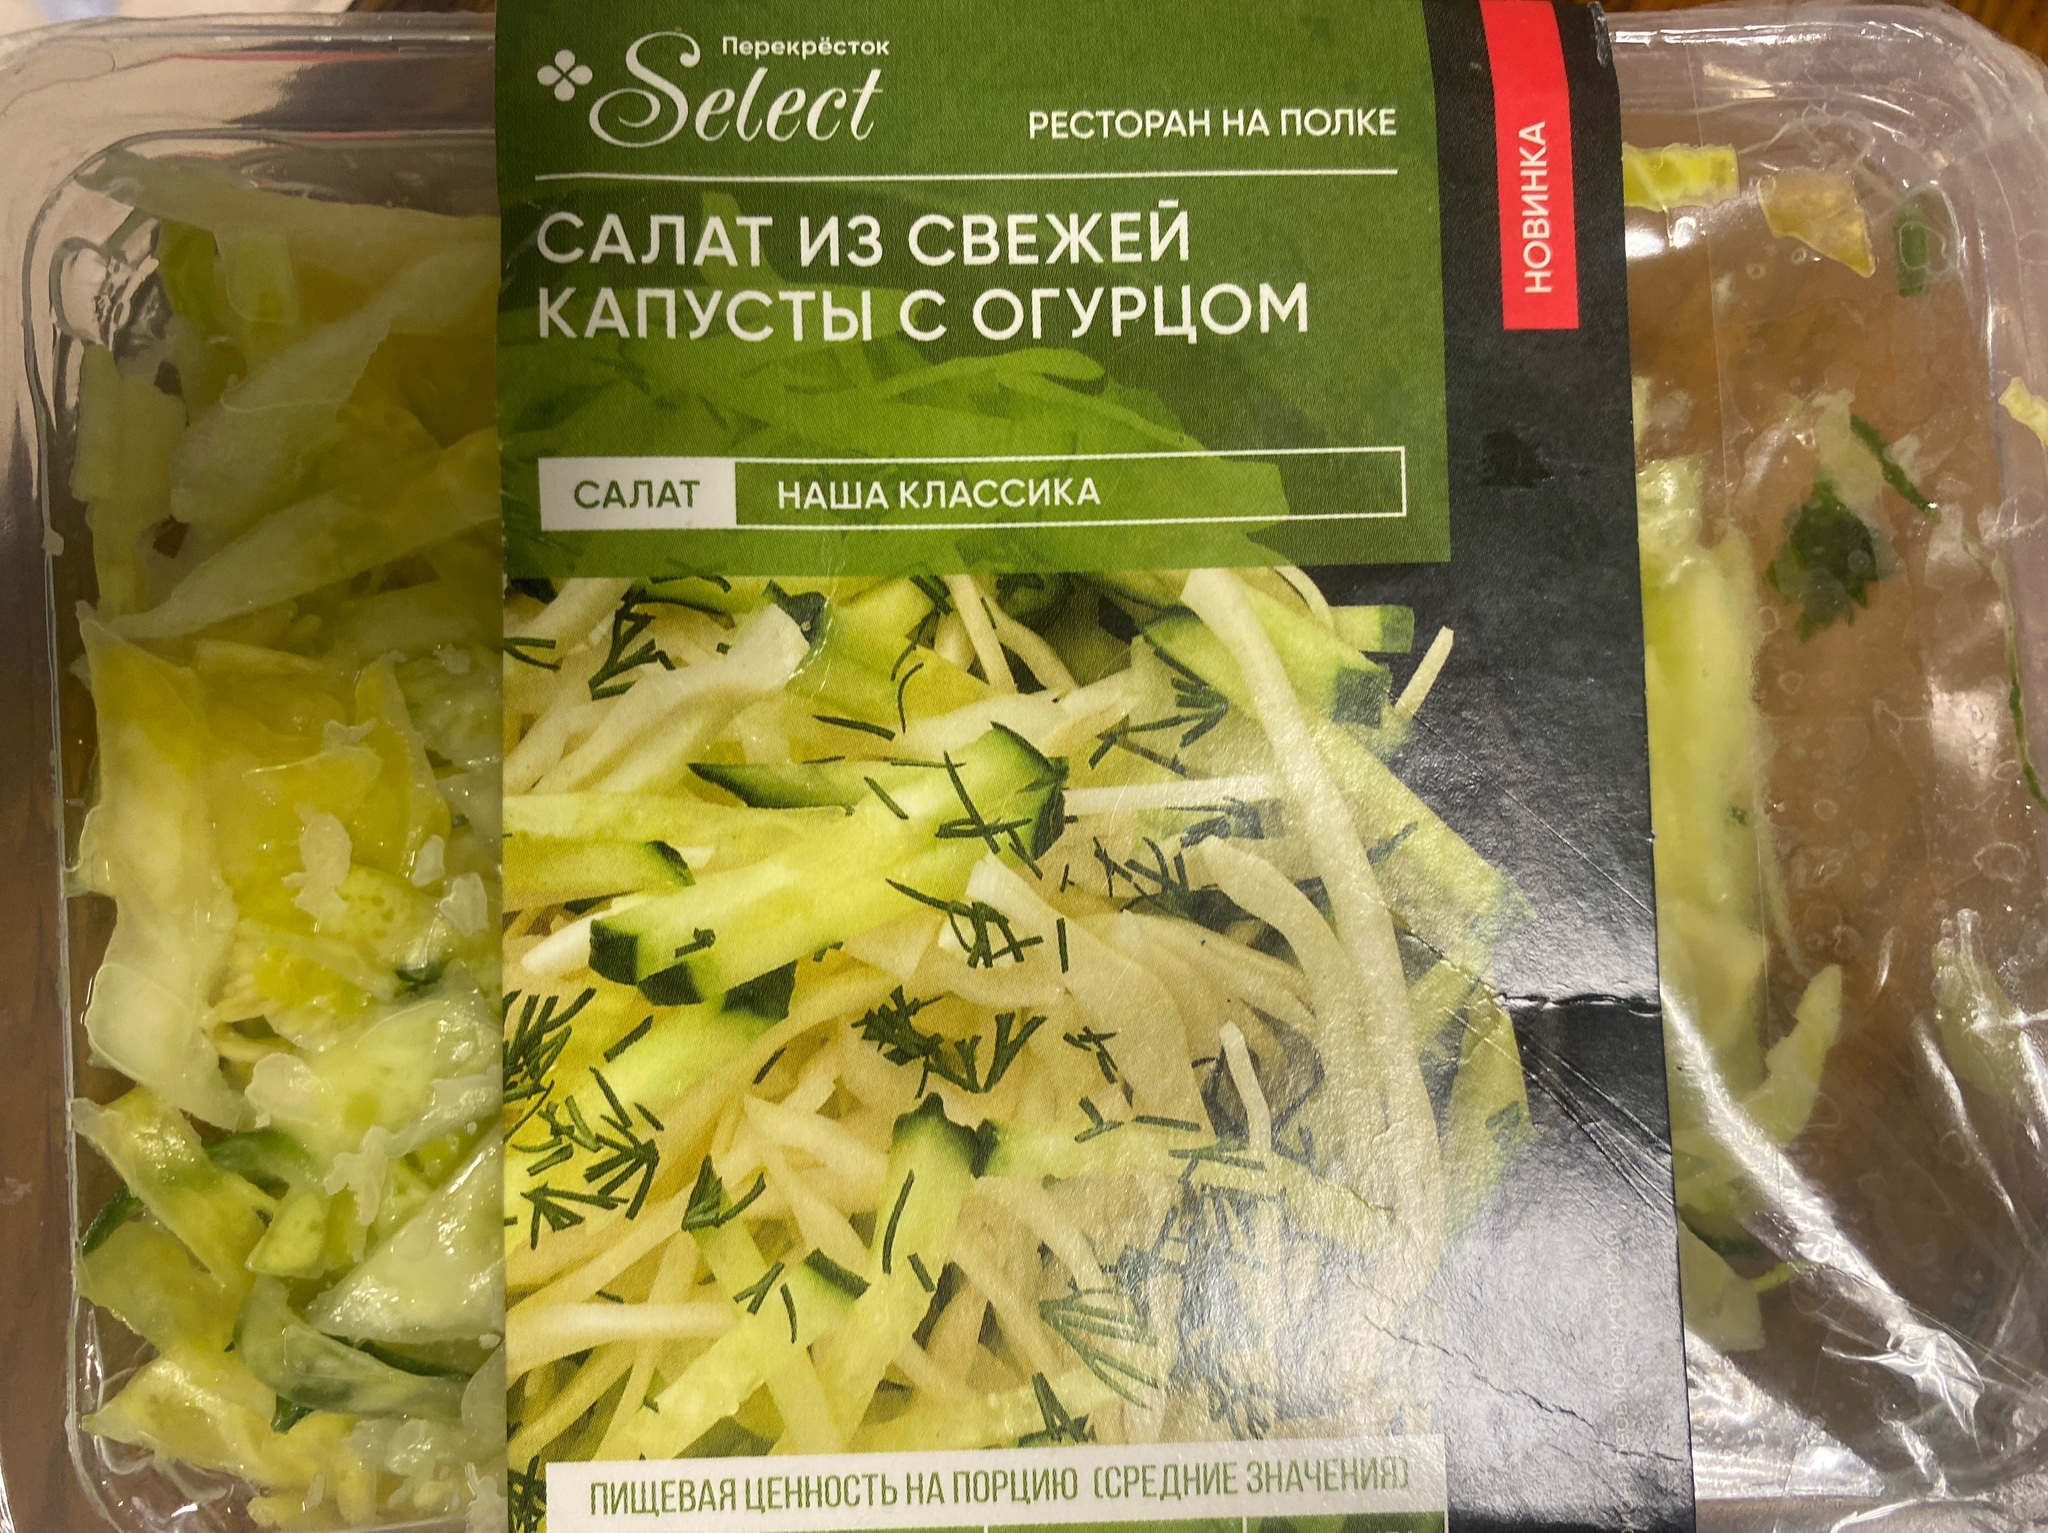 Перекрёсток
Select
РЕСТОРАН НА ПОЛКЕ
НОВИНКА
САЛАТ ИЗ СВЕЖЕЙ
КАПУСТЫ С ОГУРЦОМ
САЛАТ НАША КЛАССИКА
ПИЩЕВАЯ ЦЕННОСТЬ НА ПОРЦИЮ (СРЕДНИЕ ЗНАЧЕНИЯ)